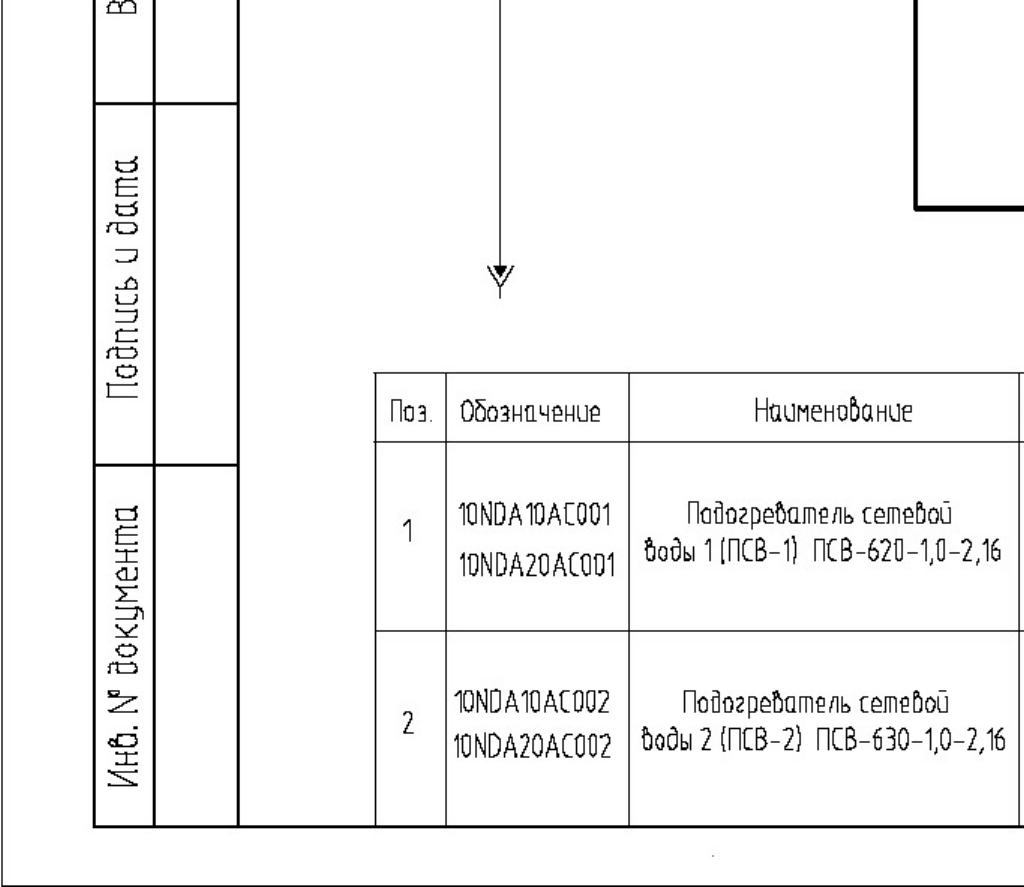 В
Подпись и дата
Инв. № документа
Поз. Обозначение Наименование
1
10NDA10AC001
10NDA20AC001
Подогреватель сетевой
воды 1 (ПСВ-1) ПСВ-620-1,0-2,16
2
10NDA10AC002
10NDA20AC002
Подогреватель сетевой
воды 2 (ПСВ-2) ПСВ-630-1,0-2,16